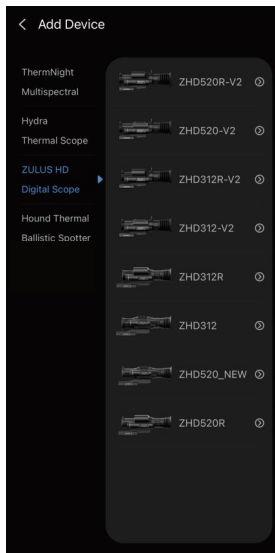 Add Device
ThermNight
Multispectral
Hydra
Thermal Scope
ZULUS HD
Digital Scope
Hound Thermal
Ballistic Spotter
ZHD520R-V2
ZHD520-V2
ZHD312R-V2
ZHD312-V2
ZHD312R
ZHD312
ZHD520_NEW
ZHD520R